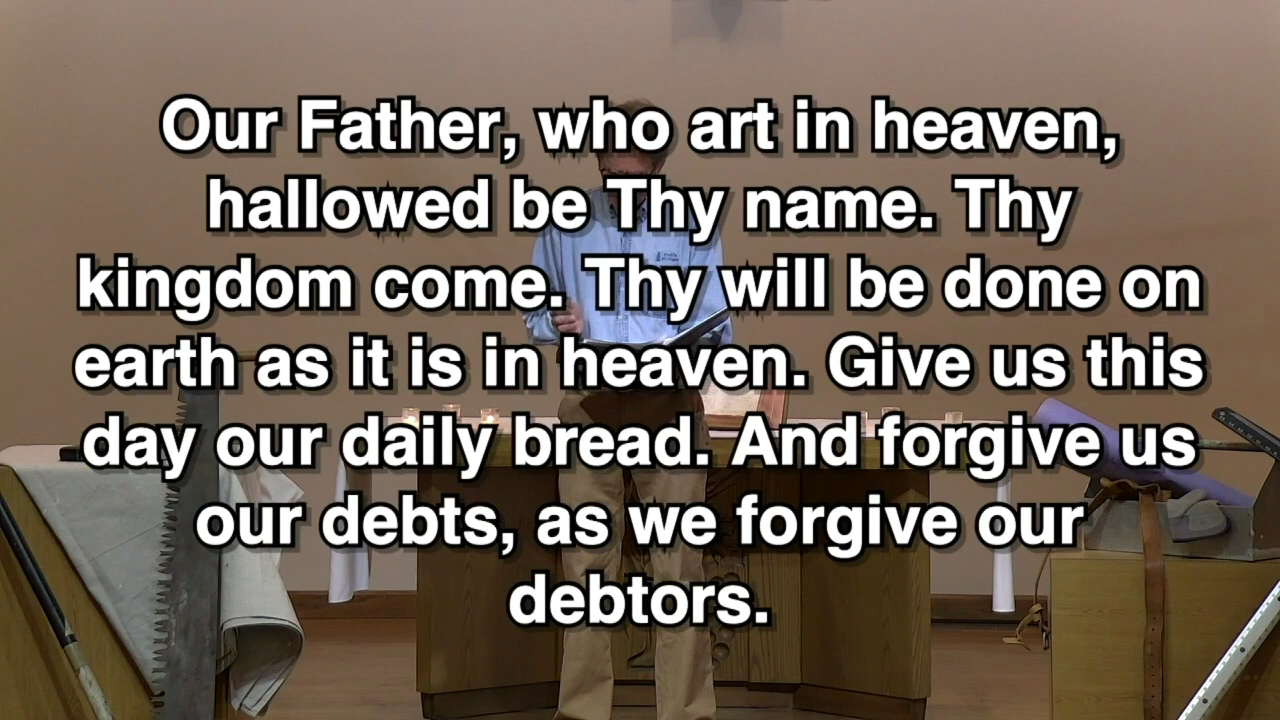 Our Father, who art in heaven,
hallowed be Thy name. Thy
kingdom come. Thy will be done on
earth as it is in heaven. Give us this
day our daily bread. And forgive us
our debts, as we forgive our
debtors.